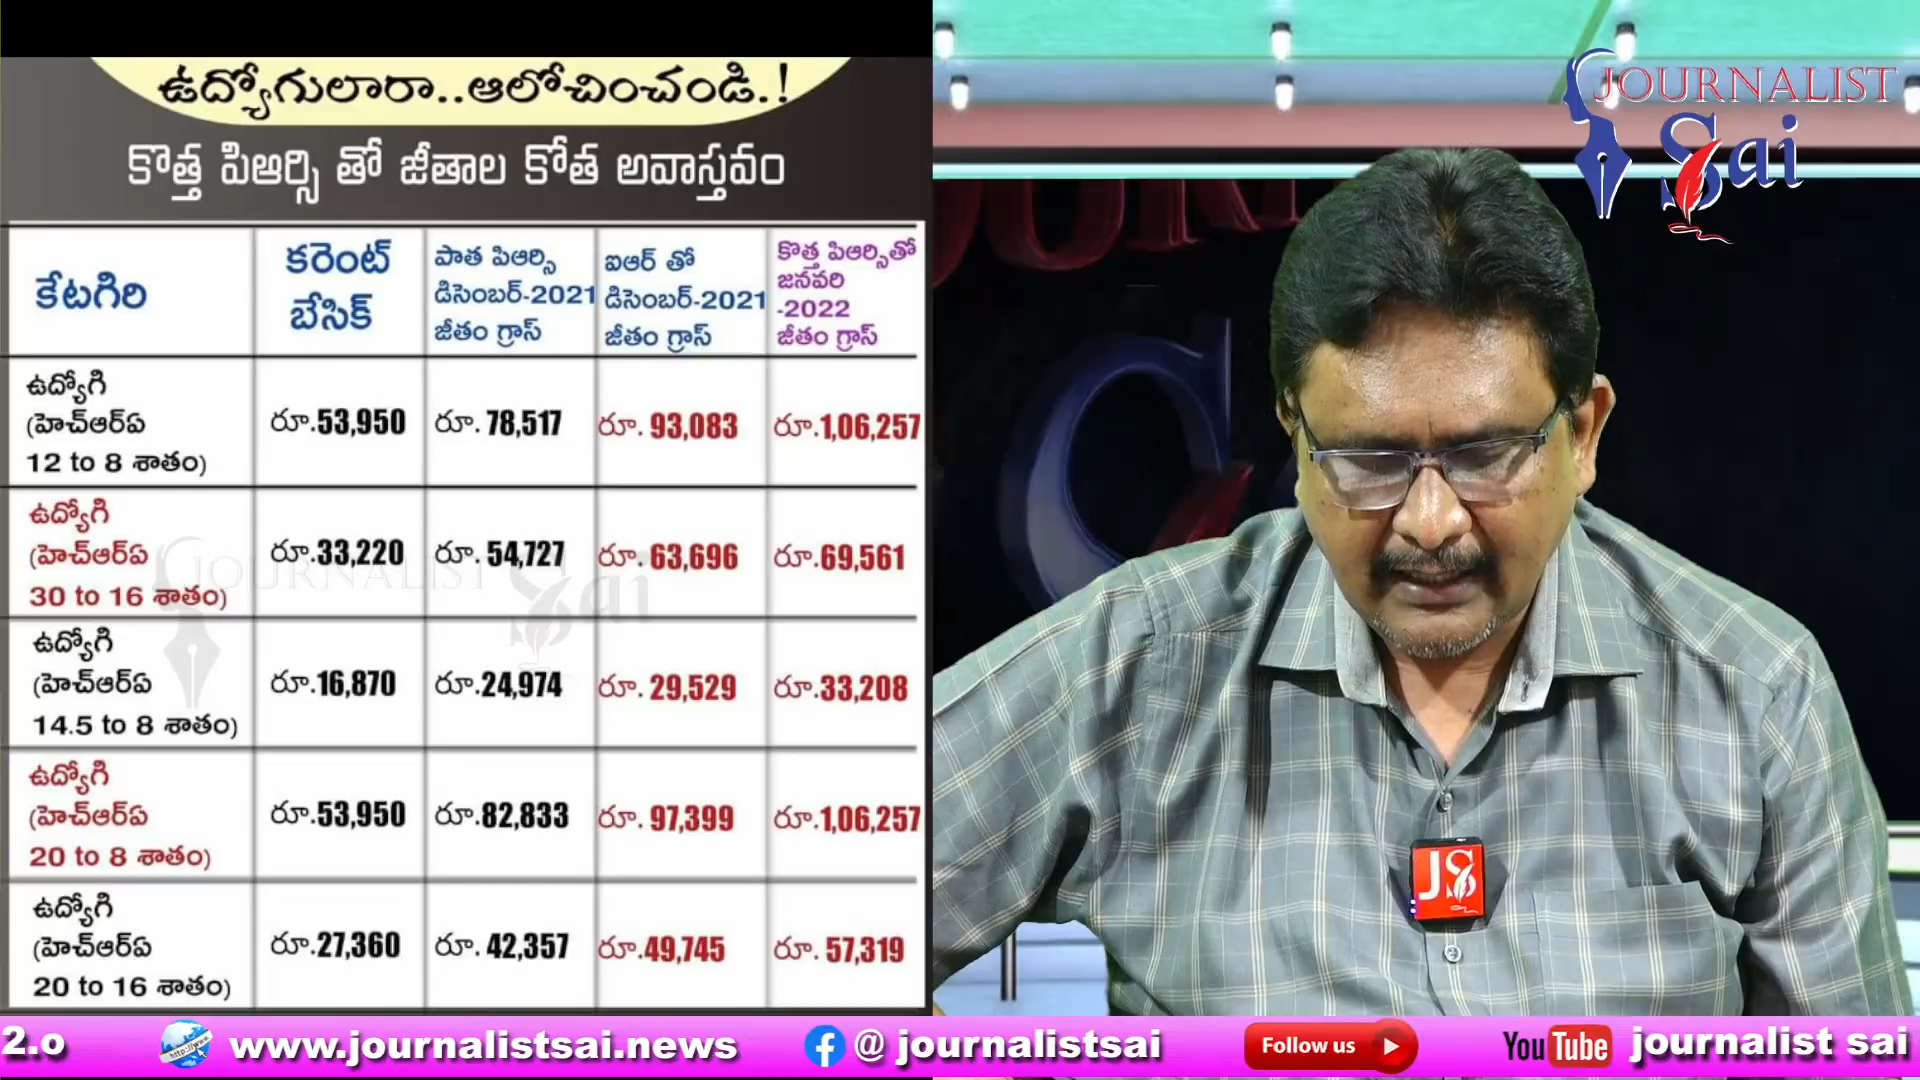 ఉద్యోగులారా..ఆలోచించండి.!
కొత్త పిఆర్సి తో జీతాల కోత అవాస్తవం
కేటగిరి
కరెంట్
బేసిక్
పాత పిఆర్సి
డిసెంబర్-2021
జీతం గ్రాస్
ఐఆర్ తో
డిసెంబర్-2021
జీతం గ్రాస్
కొత్త పిఆర్సితో
జనవరి
-2022
జీతం గ్రాస్
ఉద్యోగి
(హెచ్ఆర్ఏ
12 to 8 శాతం)
రూ.53,950
రూ. 78,517
రూ. 93,083
రూ.1,06,257
ఉద్యోగి
(హెచ్ఆర్ఏ
30 to 16 శాతం)
రూ.33,220
రూ. 54,727
రూ. 63,696
రూ.69,561
ఉద్యోగి
(హెచ్ఆర్ఏ
14.5 to 8 శాతం)
రూ.16,870
రూ.24,974
రూ. 29,529
రూ.33,208
ఉద్యోగి
(హెచ్ఆర్ఏ
20 to 8 శాతం)
రూ.53,950
రూ.82,833
రూ. 97,399
రూ.1,06,257
ఉద్యోగి
(హెచ్ఆర్ఏ
20 to 16 శాతం)
రూ.27,360
రూ. 42,357
రూ.49,745
రూ. 57,319
JOURNALIST
Sai
JOURNALIST
Sai
JS
2.o
http://www
www.journalistsai.news
@ journalistsai
Follow us
YouTube
journalist sai